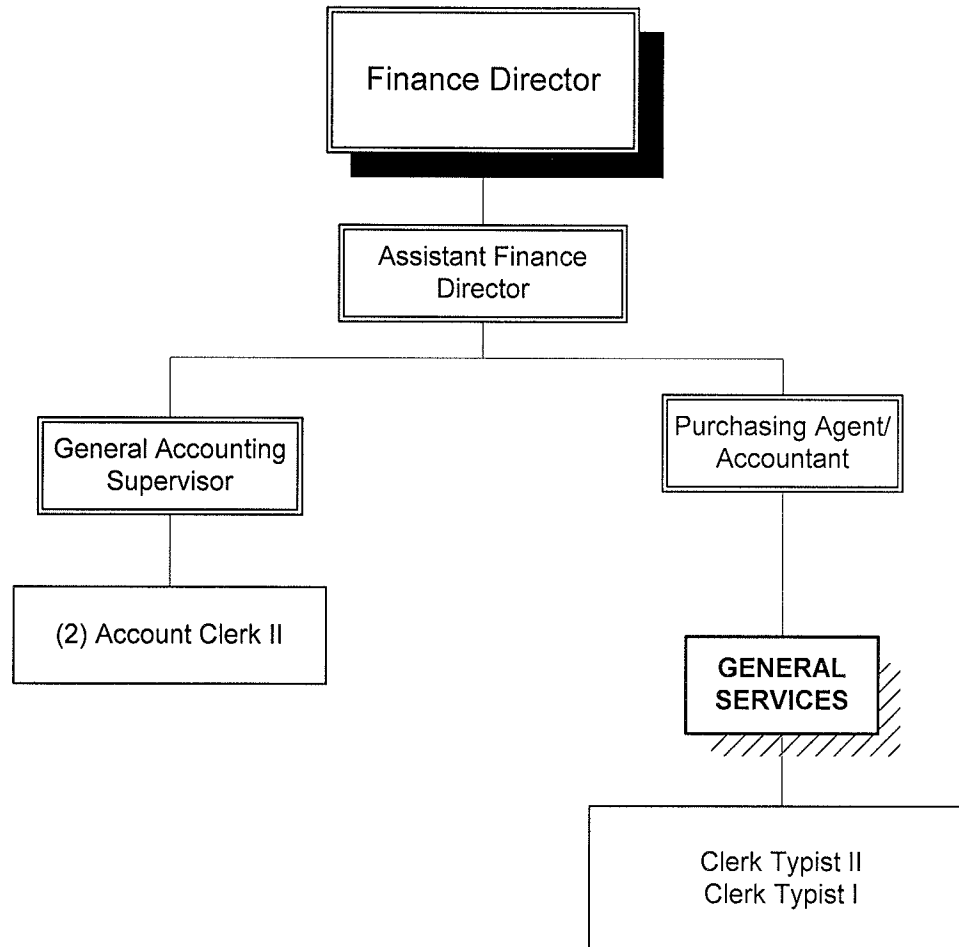 Finance Director
Assistant Finance
Director
General Accounting
Supervisor
Purchasing Agent/
Accountant
(2) Account Clerk II
GENERAL
SERVICES
Clerk Typist II
Clerk Typist I